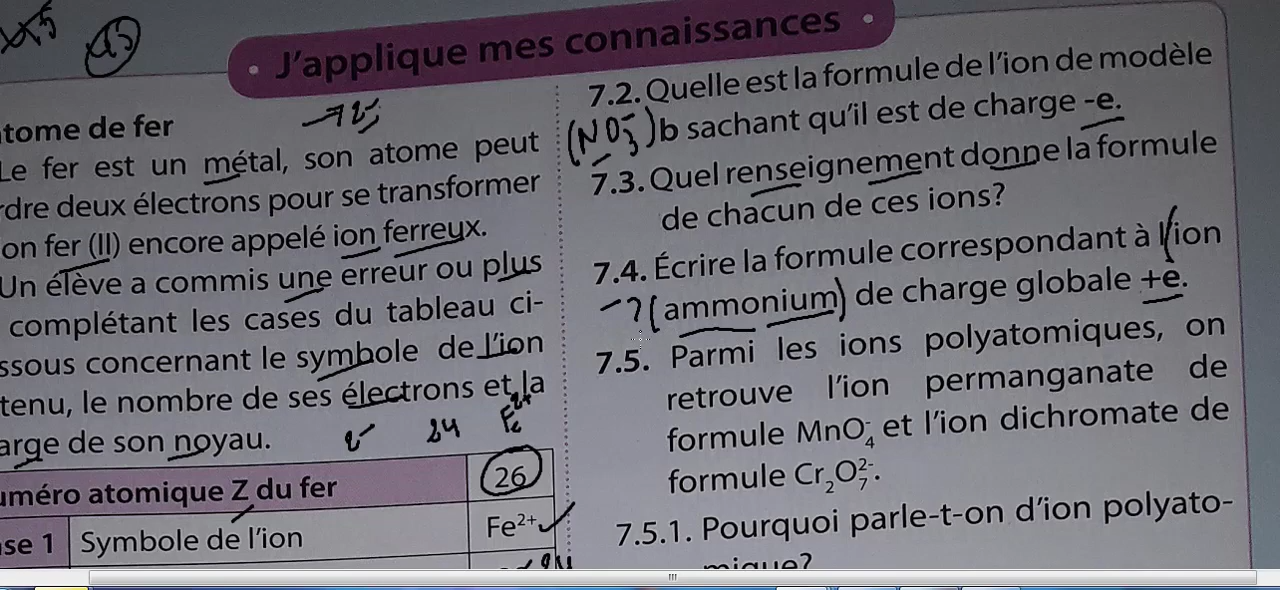 • J'applique mes connaissances •
tome de fer
Le fer est un métal, son atome peut
rdre deux électrons pour se transformer
on fer (II) encore appelé ion ferreux.
Un élève a commis une erreur ou plus
complétant les cases du tableau ci-
ssous concernant le symbole de l'ion
tenu, le nombre de ses électrons et la
arge de son noyau.
24
Fe2+
uméro atomique Z du fer 26
ase 1 Symbole de l'ion Fe2+
7.2. Quelle est la formule de l'ion de modèle
(NO3-) b sachant qu'il est de charge -e.
7.3. Quel renseignement donne la formule
de chacun de ces ions?
7.4. Écrire la formule correspondant à l'ion
? (ammonium) de charge globale +e.
7.5. Parmi les ions polyatomiques, on
retrouve l'ion permanganate de
formule MnO4- et l'ion dichromate de
formule Cr2O7 2-.
7.5.1. Pourquoi parle-t-on d'ion polyato-
mique?